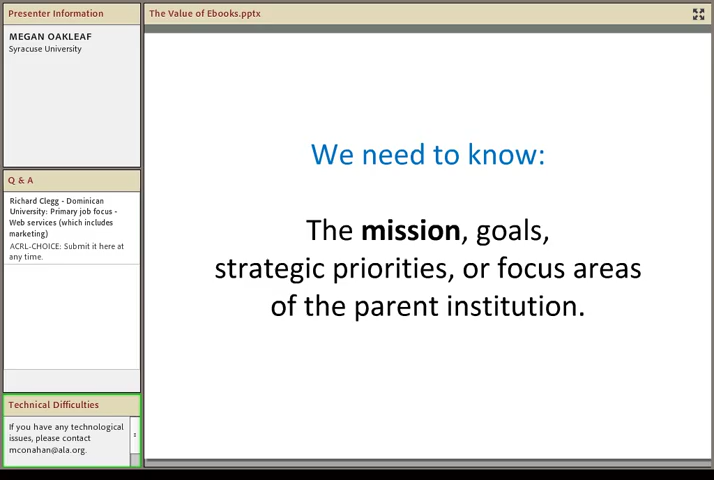 Presenter Information
MEGAN OAKLEAF
Syracuse University
Q & A
Richard Clegg - Dominican
University: Primary job focus -
Web services (which includes
marketing)
ACRL-CHOICE: Submit it here at
any time.
Technical Difficulties
If you have any technological
issues, please contact
mconahan@ala.org.
The Value of Ebooks.pptx
We need to know:
The mission, goals,
strategic priorities, or focus areas
of the parent institution.